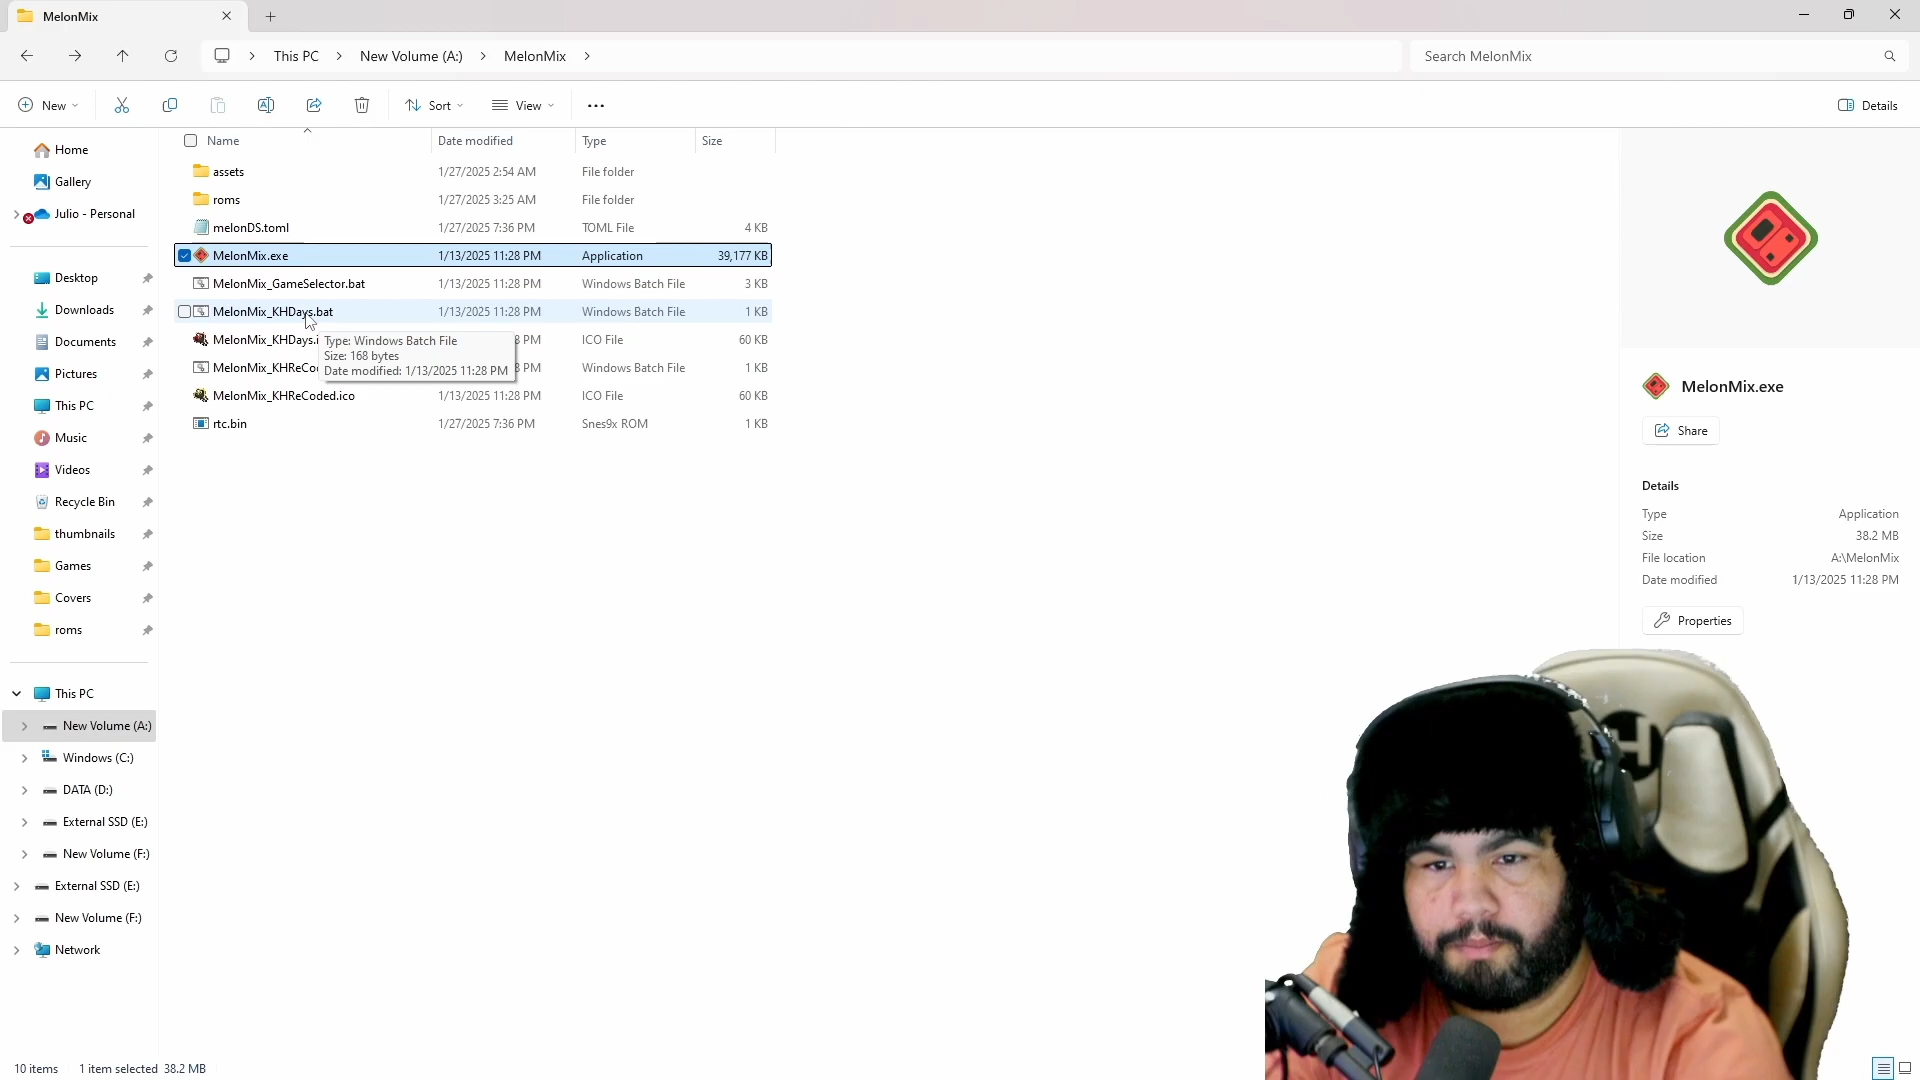 MelonMix
This PC
New Volume (A:)
MelonMix
Search MelonMix
New
Sort
View
Details
Name
Date modified
Type
Size
assets
1/27/2025 2:54 AM
File folder
roms
1/27/2025 3:25 AM
File folder
melonDS.toml
1/27/2025 7:36 PM
TOML File
4 KB
MelonMix.exe
1/13/2025 11:28 PM
Application
39,177 KB
MelonMix_GameSelector.bat
1/13/2025 11:28 PM
Windows Batch File
3 KB
MelonMix_KHDays.bat
1/13/2025 11:28 PM
Windows Batch File
1 KB
MelonMix_KHDays.i
8 PM
ICO File
60 KB
MelonMix_KHReCo
8 PM
Windows Batch File
1 KB
MelonMix_KHReCoded.ico
1/13/2025 11:28 PM
ICO File
60 KB
rtc.bin
1/27/2025 7:36 PM
Snes9x ROM
1 KB
Type: Windows Batch File
Size: 168 bytes
Date modified: 1/13/2025 11:28 PM
Home
Gallery
Julio - Personal
Desktop
Downloads
Documents
Pictures
This PC
Music
Videos
Recycle Bin
thumbnails
Games
Covers
roms
This PC
New Volume (A:)
Windows (C:)
DATA (D:)
External SSD (E:)
New Volume (F:)
External SSD (E:)
New Volume (F:)
Network
MelonMix.exe
Share
Details
Type
Application
Size
38.2 MB
File location
A:\MelonMix
Date modified
1/13/2025 11:28 PM
Properties
10 items
1 item selected
38.2 MB